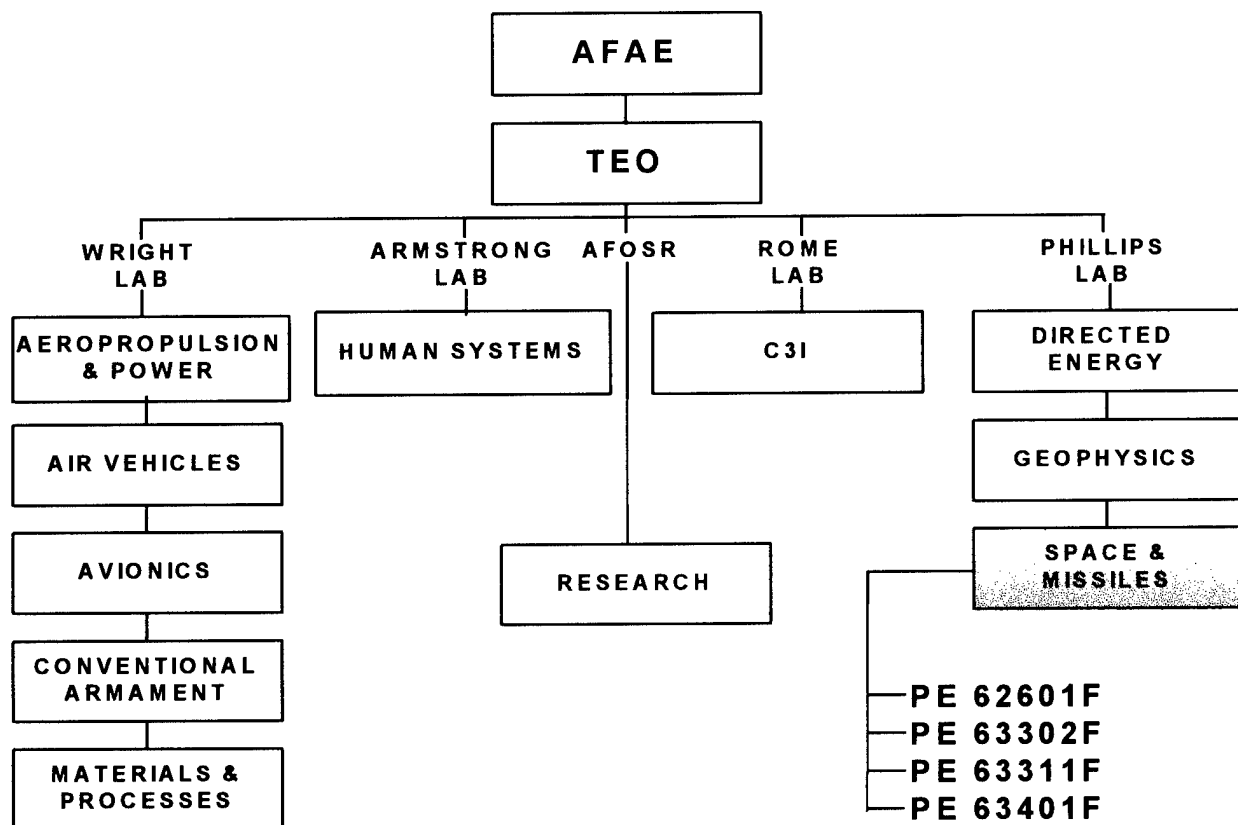 AFAE
TEO
WRIGHT
LAB
ARMSTRONG
LAB
AFOSR
ROME
LAB
PHILLIPS
LAB
AEROPROPULSION
& POWER
HUMAN SYSTEMS
C3I
DIRECTED
ENERGY
AIR VEHICLES
GEOPHYSICS
AVIONICS
RESEARCH
SPACE &
MISSILES
CONVENTIONAL
ARMAMENT
MATERIALS &
PROCESSES
PE 62601F
PE 63302F
PE 63311F
PE 63401F